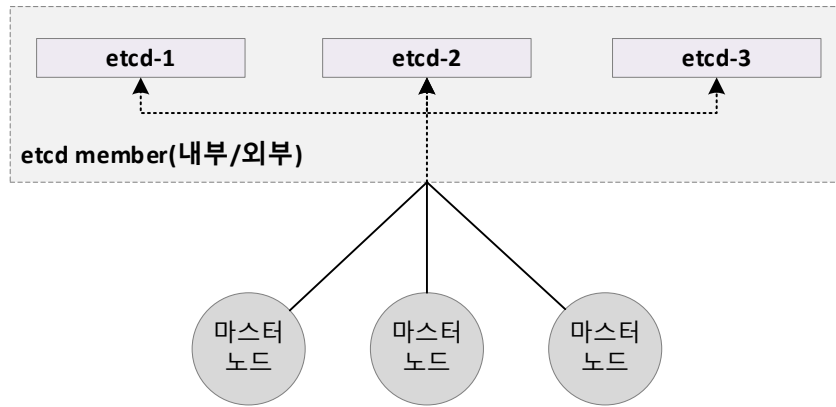 etcd-1
etcd-2
etcd-3
etcd member(내부/외부)
마스터
노드
마스터
노드
마스터
노드